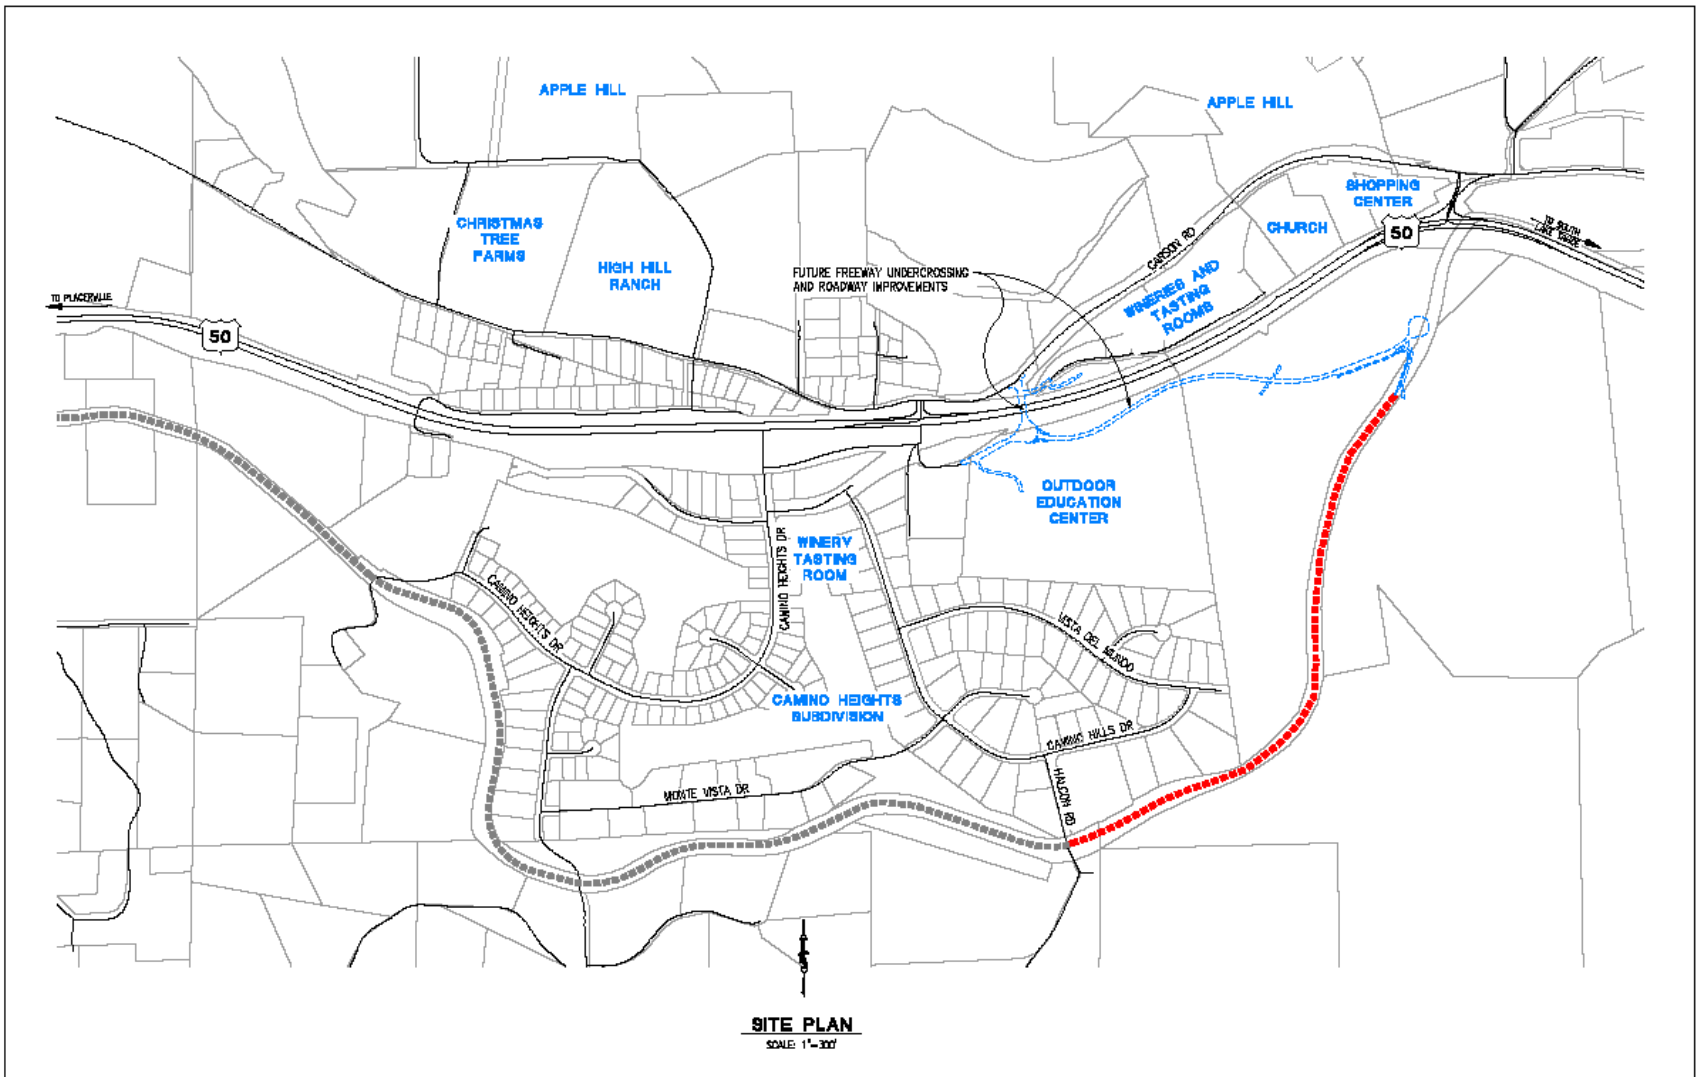 APPLE HILL
APPLE HILL
SHOPPING
CENTER
CHRISTMAS
TREE
FARMS
CHURCH
50
TO SOUTH
LAKE TAHOE
CARSON RD
HIGH HILL
RANCH
FUTURE FREEWAY UNDERCROSSING
AND ROADWAY IMPROVEMENTS
WINERIES AND
TASTING
ROOMS
TO PLACERVILLE
50
OUTDOOR
EDUCATION
CENTER
WINERY
TASTING
ROOM
CAMINO HEIGHTS DR
CAMINO HEIGHTS DR
VISTA DEL MUNDO
CAMINO HEIGHTS
SUBDIVISION
CAMINO HILLS DR
HALCON RD
MONTE VISTA DR
SITE PLAN
SCALE: 1"=300'